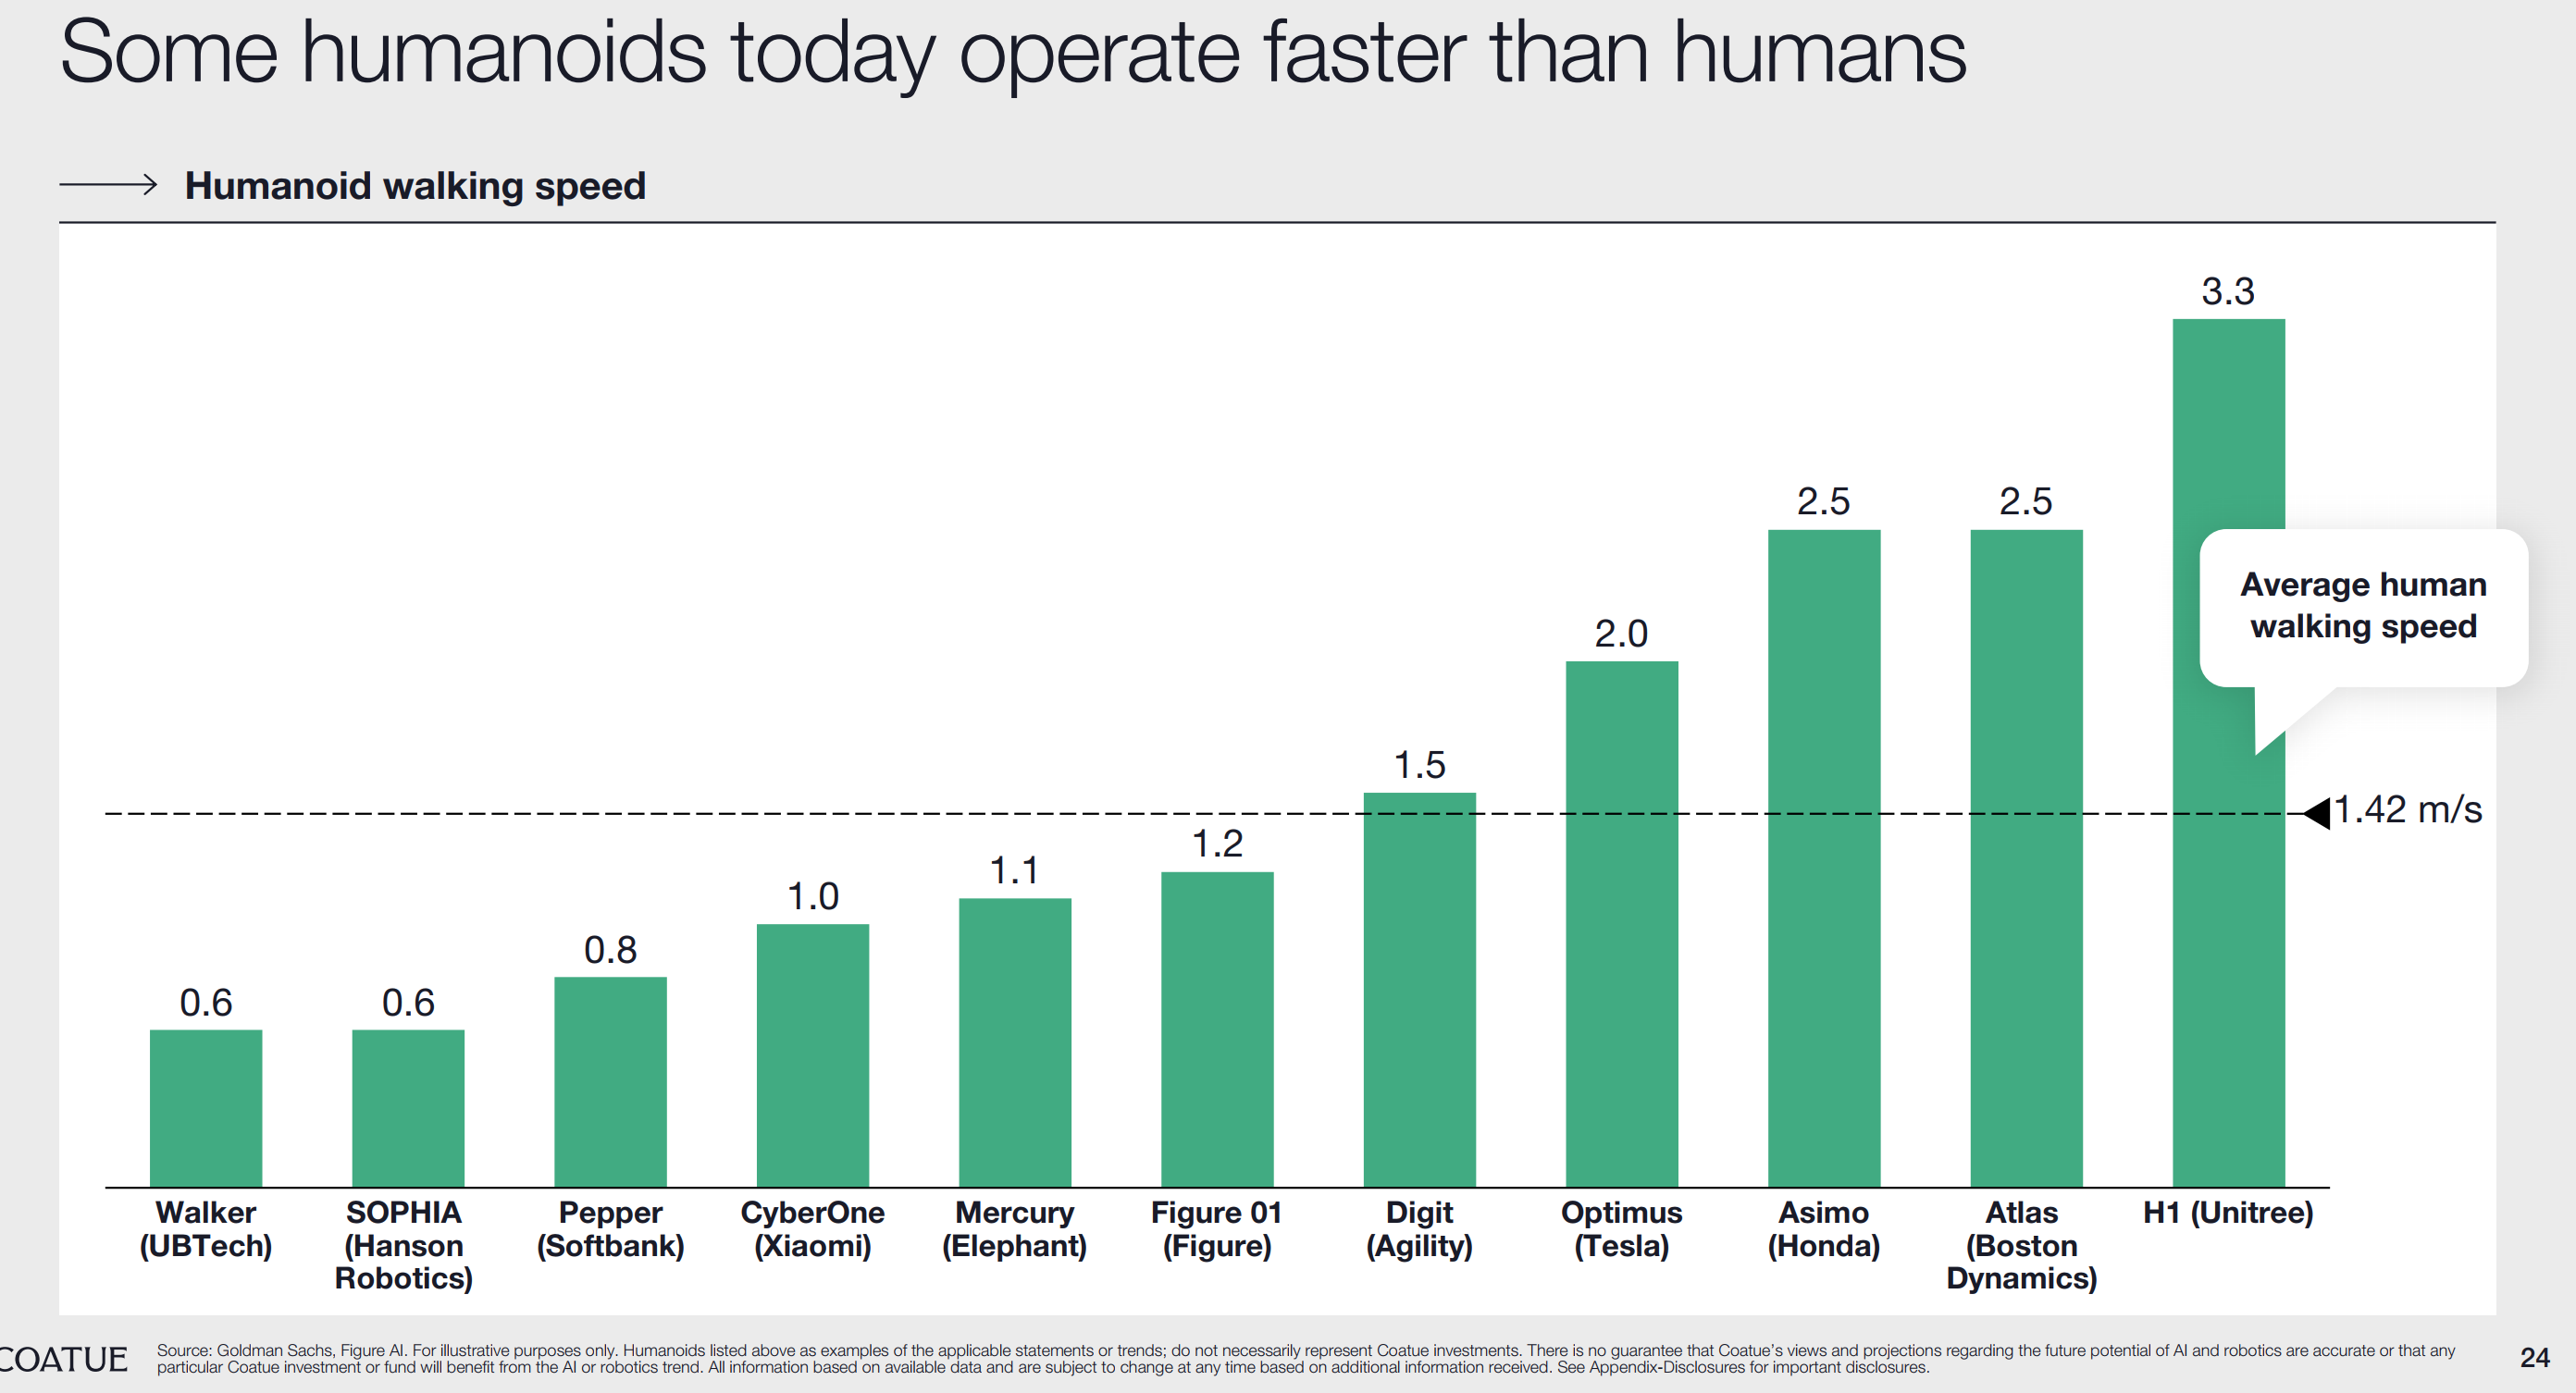 Some humanoids today operate faster than humans
Humanoid walking speed
3.3
2.5
2.5
Average human
walking speed
2.0
1.5
1.42 m/s
1.2
1.1
1.0
0.8
0.6
0.6
Walker
(UBTech)
SOPHIA
(Hanson
Robotics)
Pepper
(Softbank)
CyberOne
(Xiaomi)
Mercury
(Elephant)
Figure 01
(Figure)
Digit
(Agility)
Optimus
(Tesla)
Asimo
(Honda)
Atlas
(Boston
Dynamics)
H1 (Unitree)
COATUE
Source: Goldman Sachs, Figure AI. For illustrative purposes only. Humanoids listed above as examples of the applicable statements or trends; do not necessarily represent Coatue investments. There is no guarantee that Coatue's views and projections regarding the future potential of AI and robotics are accurate or that any
particular Coatue investment or fund will benefit from the AI or robotics trend. All information based on available data and are subject to change at any time based on additional information received. See Appendix-Disclosures for important disclosures.
24